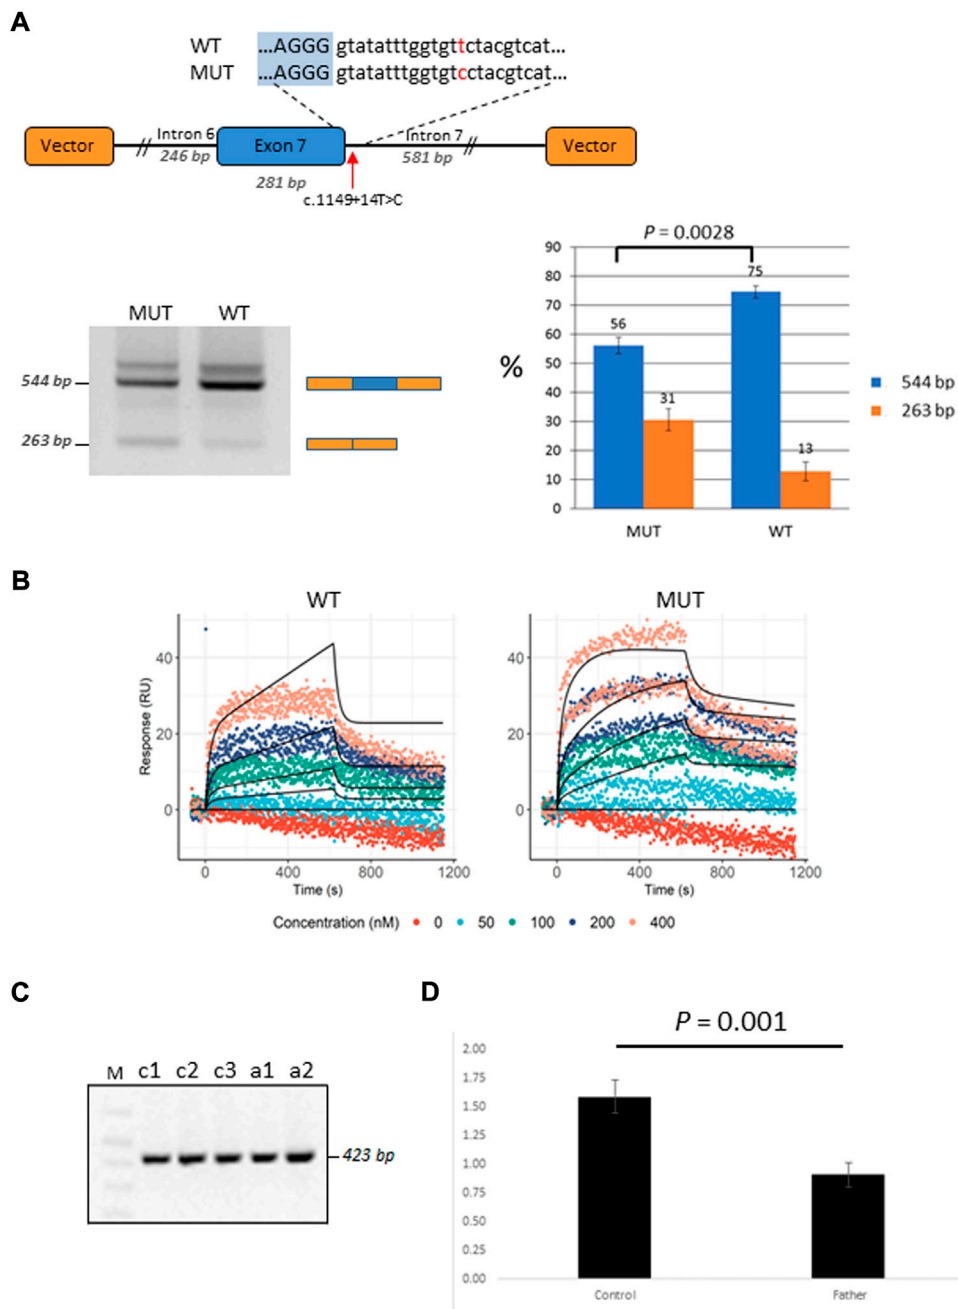 A
WT ...AGGG gtatatttggtgttctacgtcat...
MUT ...AGGG gtatatttggtgtcctacgtcat...
Vector
Intron 6
246 bp
Exon 7
281 bp
Intron 7
581 bp
Vector
c.1149+14T>C
MUT WT
544 bp
263 bp
P = 0.0028
%
90
80
70
60
50
40
30
20
10
0
56
31
75
13
MUT WT
544 bp
263 bp
B
WT
MUT
Response (RU)
40
20
0
0 400 800 1200
Time (s)
40
20
0
0 400 800 1200
Time (s)
Concentration (nM) 0 50 100 200 400
C
M c1 c2 c3 a1 a2
423 bp
D
P = 0.001
2.00
1.75
1.50
1.25
1.00
0.75
0.50
0.25
0.00
Control Father